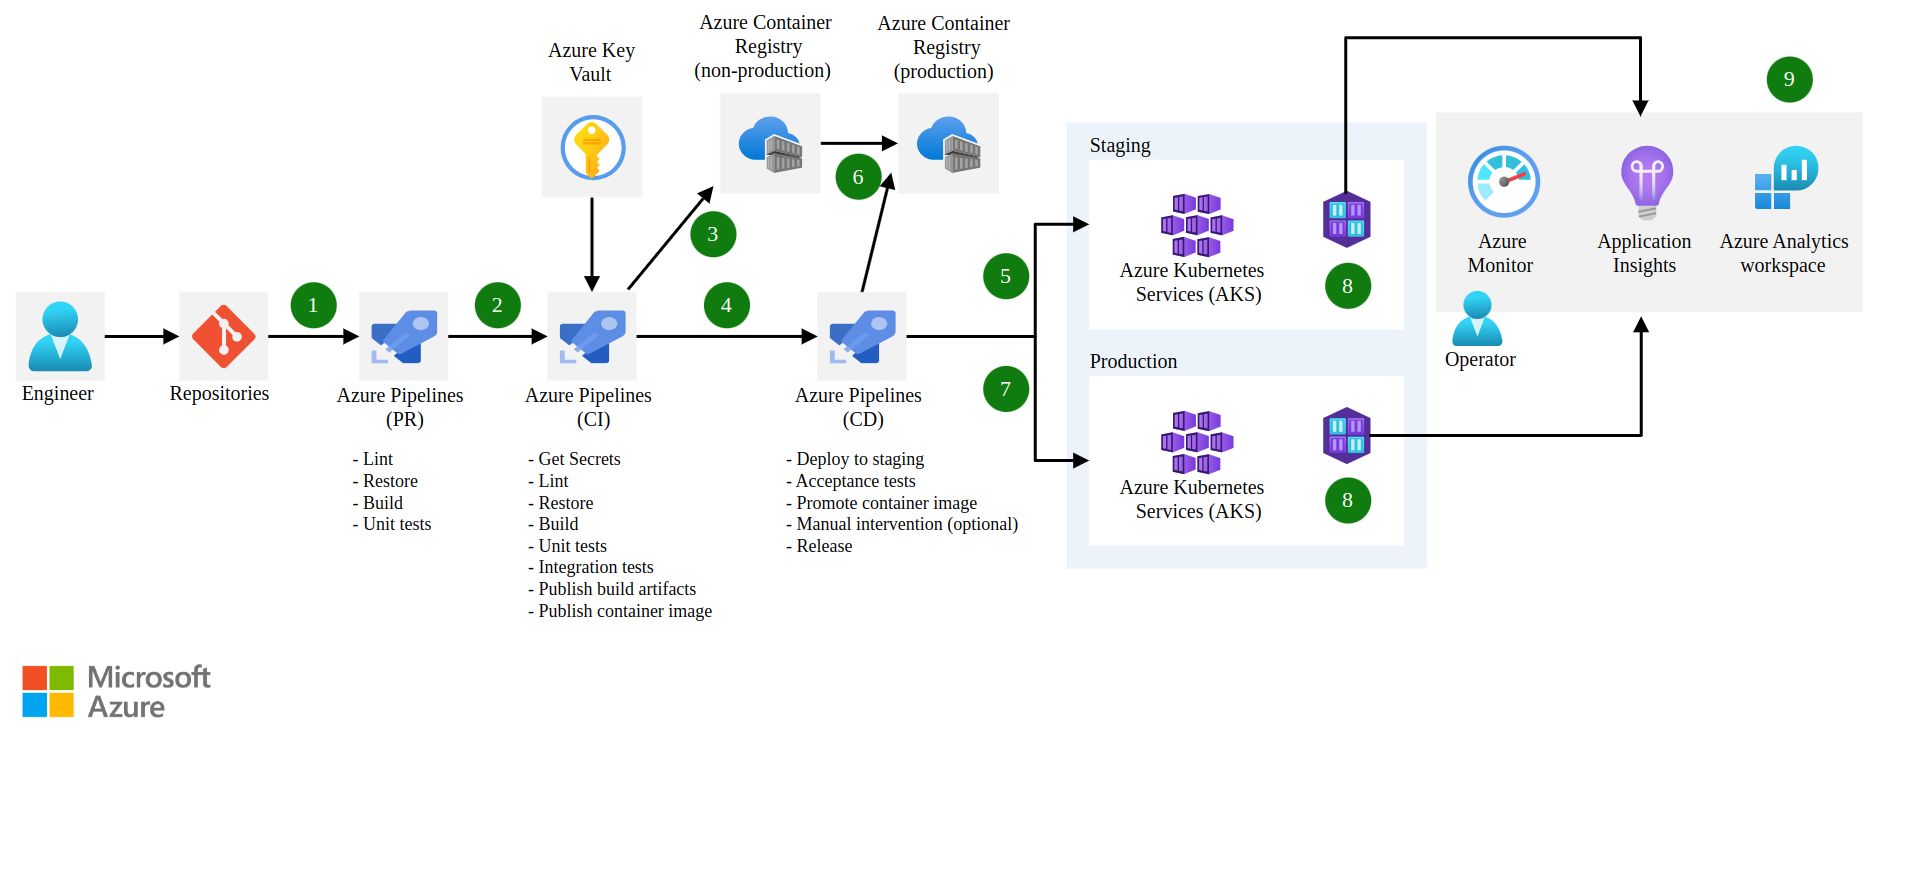 Azure Key
Vault
Azure Container
Registry
(non-production)
Azure Container
Registry
(production)
6
3
1
2
4
5
7
Engineer
Repositories
Azure Pipelines
(PR)
- Lint
- Restore
- Build
- Unit tests
Azure Pipelines
(CI)
- Get Secrets
- Lint
- Restore
- Build
- Unit tests
- Integration tests
- Publish build artifacts
- Publish container image
Azure Pipelines
(CD)
- Deploy to staging
- Acceptance tests
- Promote container image
- Manual intervention (optional)
- Release
Staging
Azure Kubernetes
Services (AKS)
8
Production
Azure Kubernetes
Services (AKS)
8
9
Azure
Monitor
Application
Insights
Azure Analytics
workspace
Operator
Microsoft
Azure